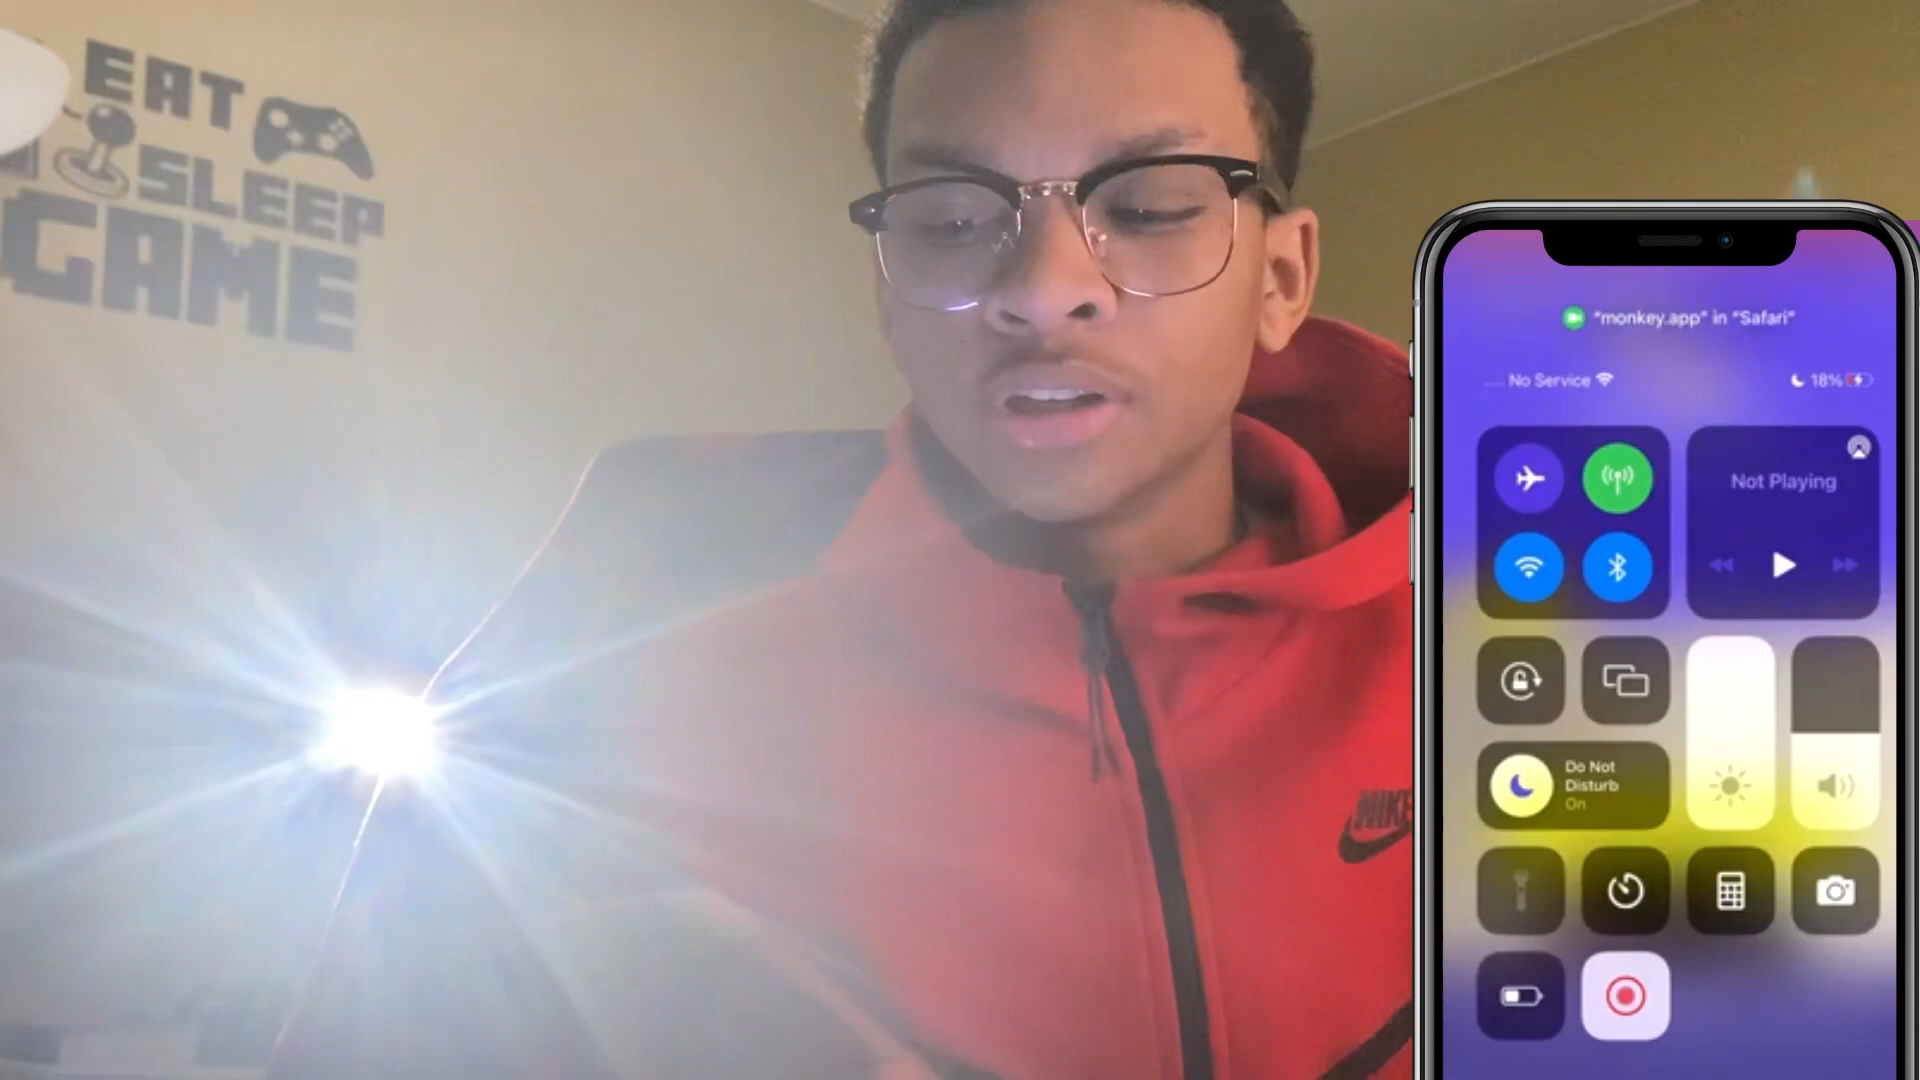 EAT
SLEEP
GAME
NIKE
"monkey.app" in "Safari"
No Service
18%
Not Playing
Do Not
Disturb
On